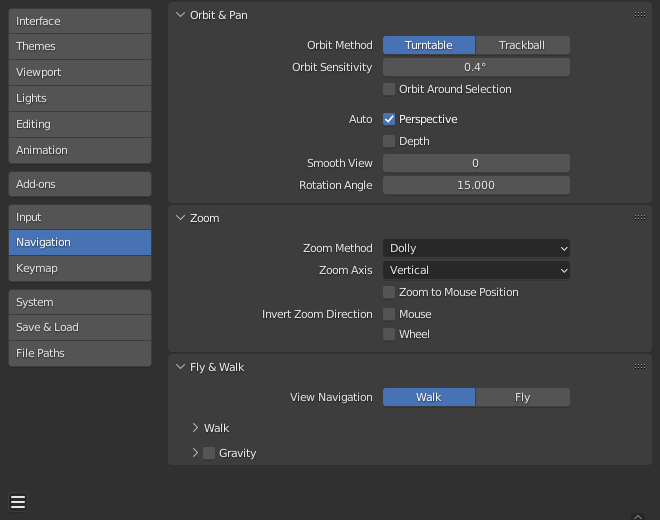 Interface
Themes
Viewport
Lights
Editing
Animation
Add-ons
Input
Navigation
Keymap
System
Save & Load
File Paths
Orbit & Pan
Orbit Method Turntable Trackball
Orbit Sensitivity 0.4°
Orbit Around Selection
Auto Perspective
Depth
Smooth View 0
Rotation Angle 15.000
Zoom
Zoom Method Dolly
Zoom Axis Vertical
Zoom to Mouse Position
Invert Zoom Direction Mouse
Wheel
Fly & Walk
View Navigation Walk Fly
Walk
Gravity